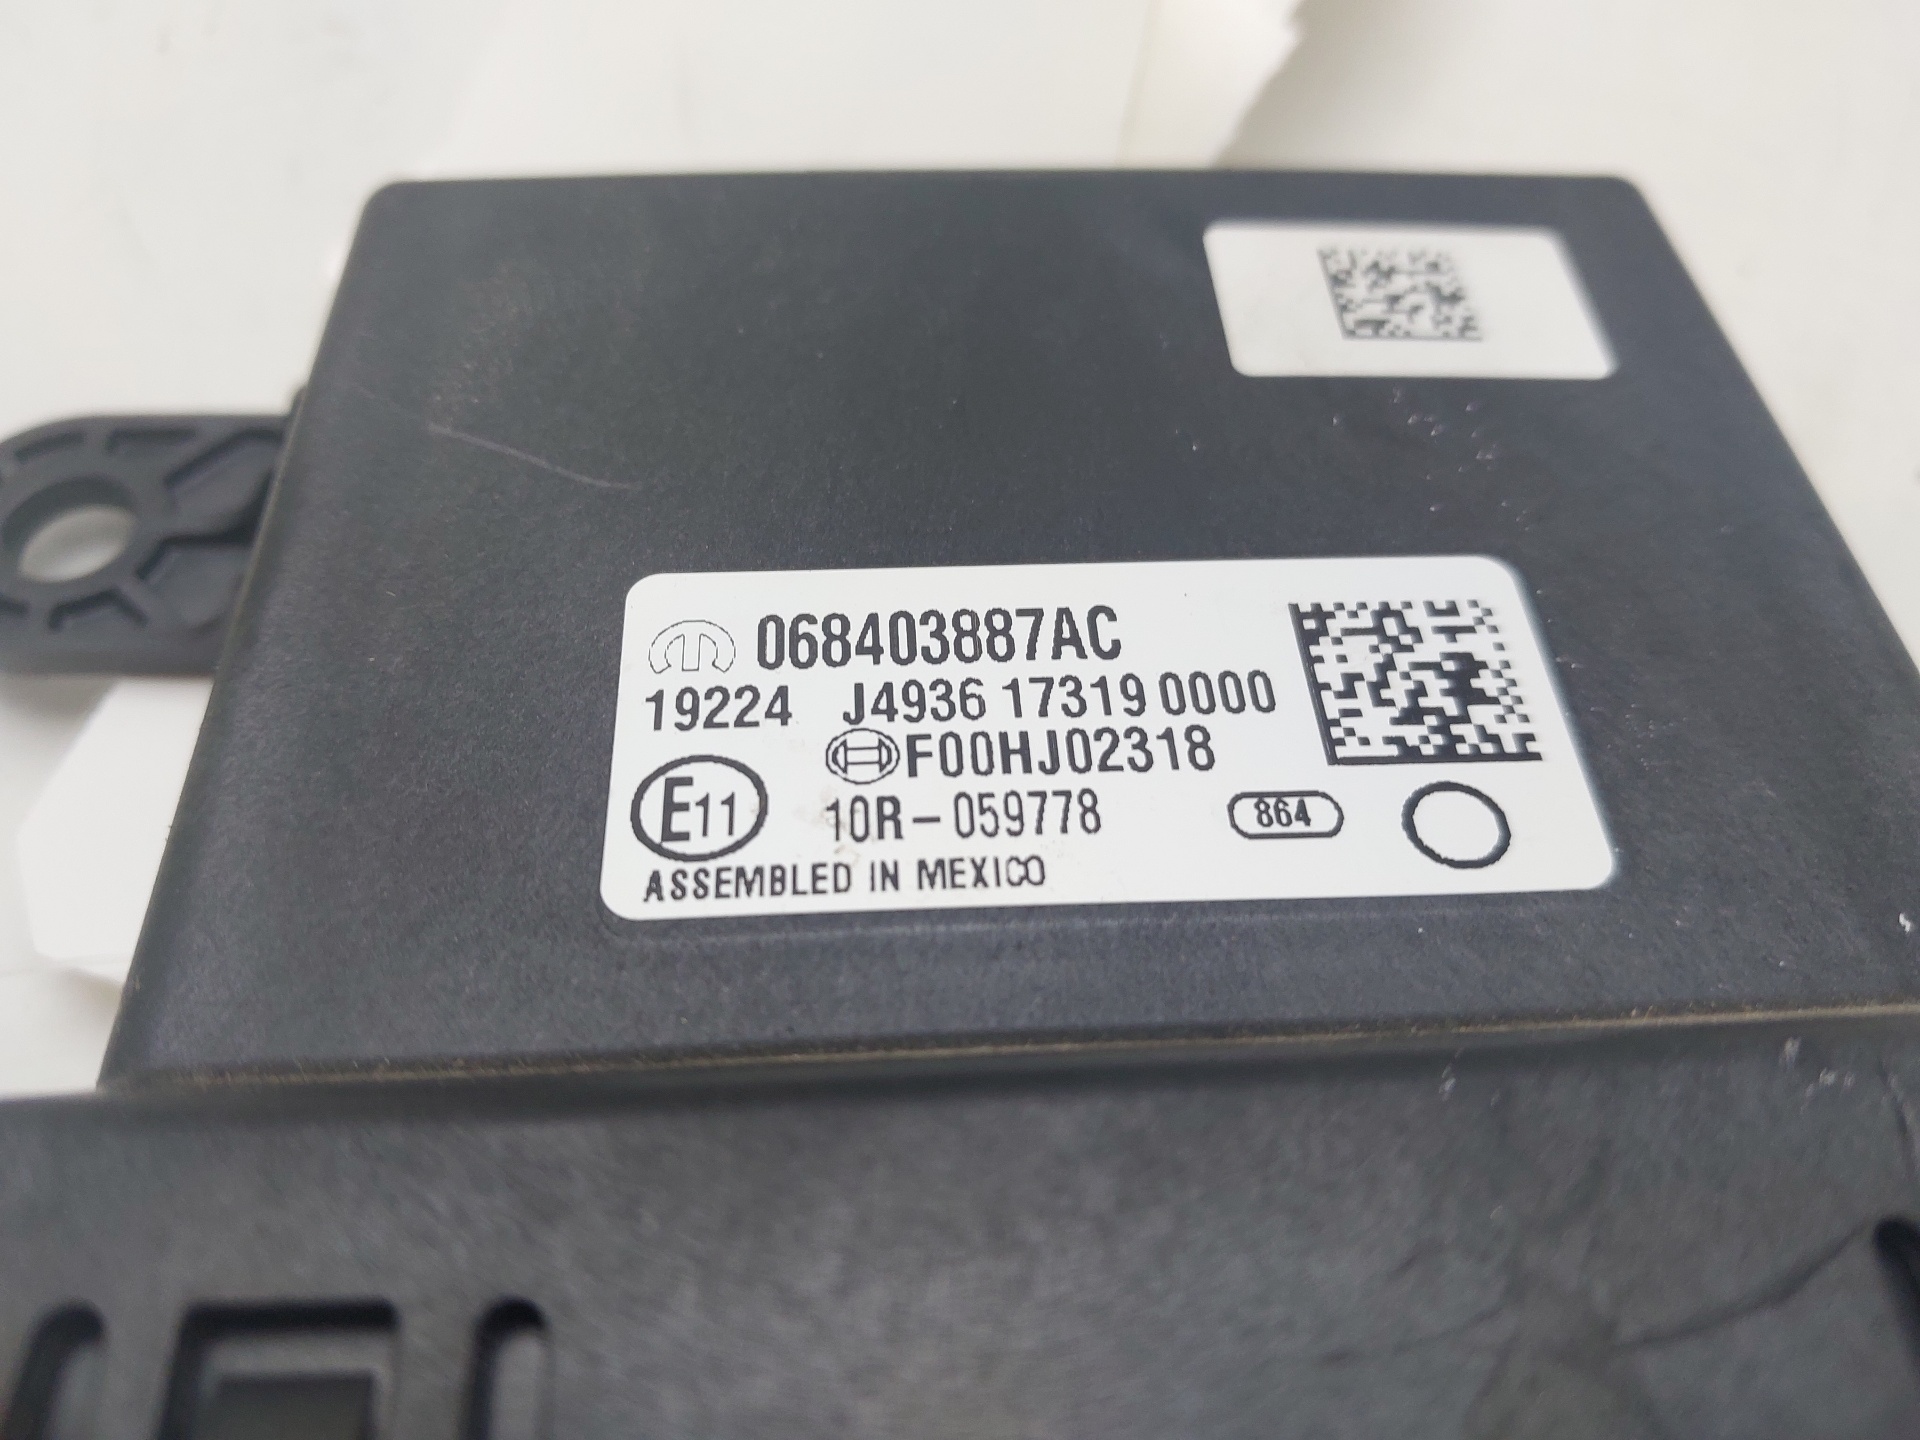 068403887AC
19224 J4936 17319 0000
F00HJ02318
E11 10R-059778 864
ASSEMBLED IN MEXICO